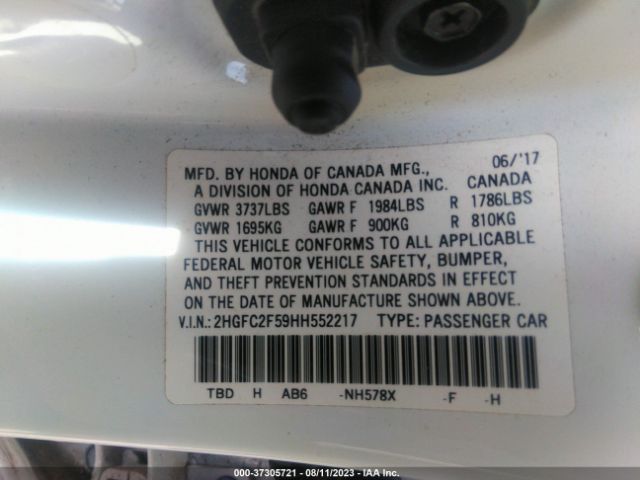 MFD. BY HONDA OF CANADA MFG., 06/'17
A DIVISION OF HONDA CANADA INC. CANADA
GVWR 3737LBS GAWR F 1984LBS R 1786LBS
GVWR 1695KG GAWR F 900KG R 810KG
THIS VEHICLE CONFORMS TO ALL APPLICABLE
FEDERAL MOTOR VEHICLE SAFETY, BUMPER,
AND THEFT PREVENTION STANDARDS IN EFFECT
ON THE DATE OF MANUFACTURE SHOWN ABOVE.
V.I.N.: 2HGFC2F59HH552217 TYPE: PASSENGER CAR
TBD H AB6 -NH578X -F -H
000-37305721 - 08/11/2023 - IAA Inc.